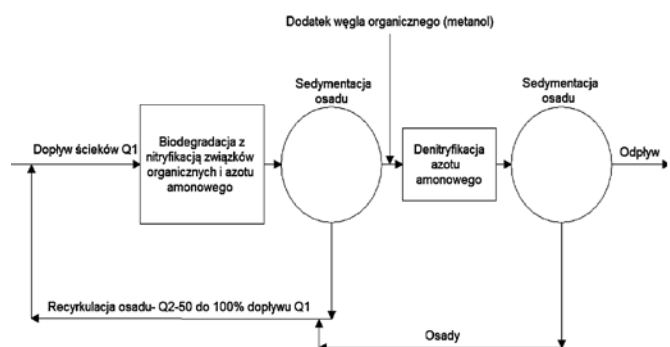 Dodatek węgla organicznego (metanol)
Sedymentacja
osadu
Sedymentacja
osadu
Dopływ ścieków Q1
Biodegradacja z
nitryfikacją związków
organicznych i azotu
amonowego
Denitryfikacja
azotu
amonowego
Odpływ
Recyrkulacja osadu- Q2-50 do 100% dopływu Q1
Osady